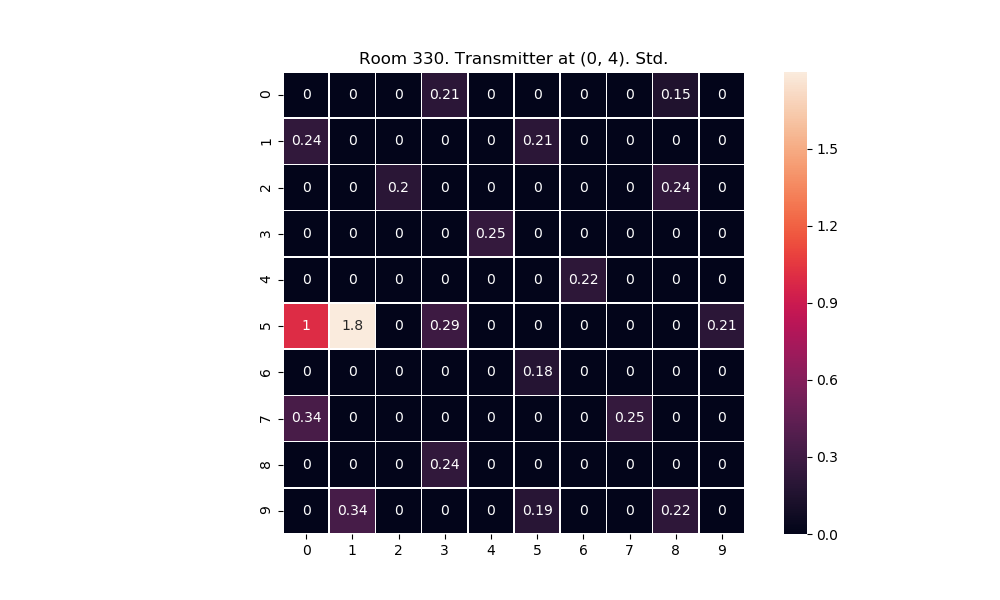 Room 330. Transmitter at (0, 4). Std.
0 0 0 0 0.21 0 0 0 0 0.15 0
1 0.24 0 0 0 0 0.21 0 0 0 0
2 0 0 0.2 0 0 0 0 0 0.24 0
3 0 0 0 0 0.25 0 0 0 0 0
4 0 0 0 0 0 0 0.22 0 0 0
5 1 1.8 0 0.29 0 0 0 0 0 0.21
6 0 0 0 0 0 0.18 0 0 0 0
7 0.34 0 0 0 0 0 0 0.25 0 0
8 0 0 0 0.24 0 0 0 0 0 0
9 0 0.34 0 0 0 0.19 0 0 0.22 0
0 1 2 3 4 5 6 7 8 9
1.5
1.2
0.9
0.6
0.3
0.0